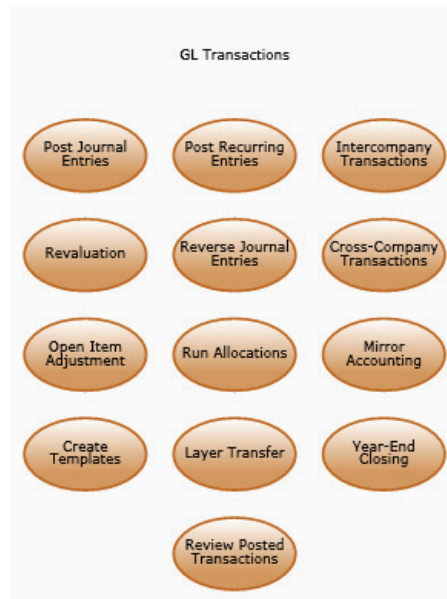 GL Transactions
Post Journal
Entries
Post Recurring
Entries
Intercompany
Transactions
Revaluation
Reverse Journal
Entries
Cross-Company
Transactions
Open Item
Adjustment
Run Allocations
Mirror
Accounting
Create
Templates
Layer Transfer
Year-End
Closing
Review Posted
Transactions